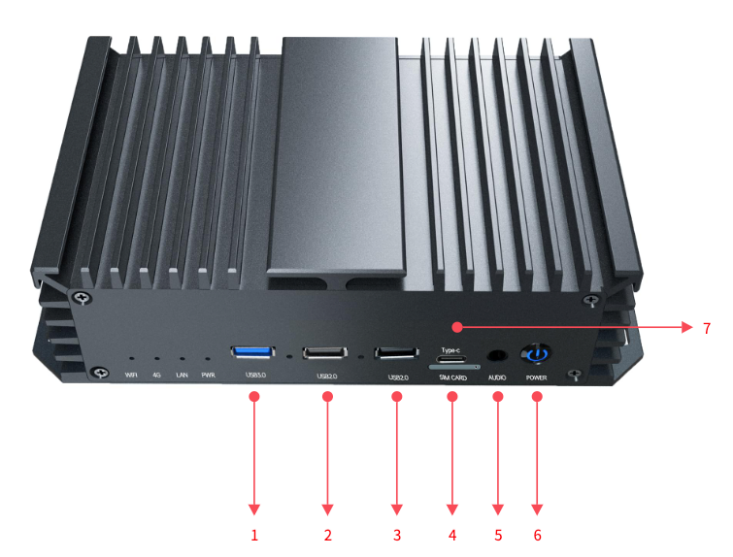 7
Type-c
WIFI 4G LAN PWR USB3.0 USB2.0 USB2.0 TAM CARD AUDIO POWER
1 2 3 4 5 6